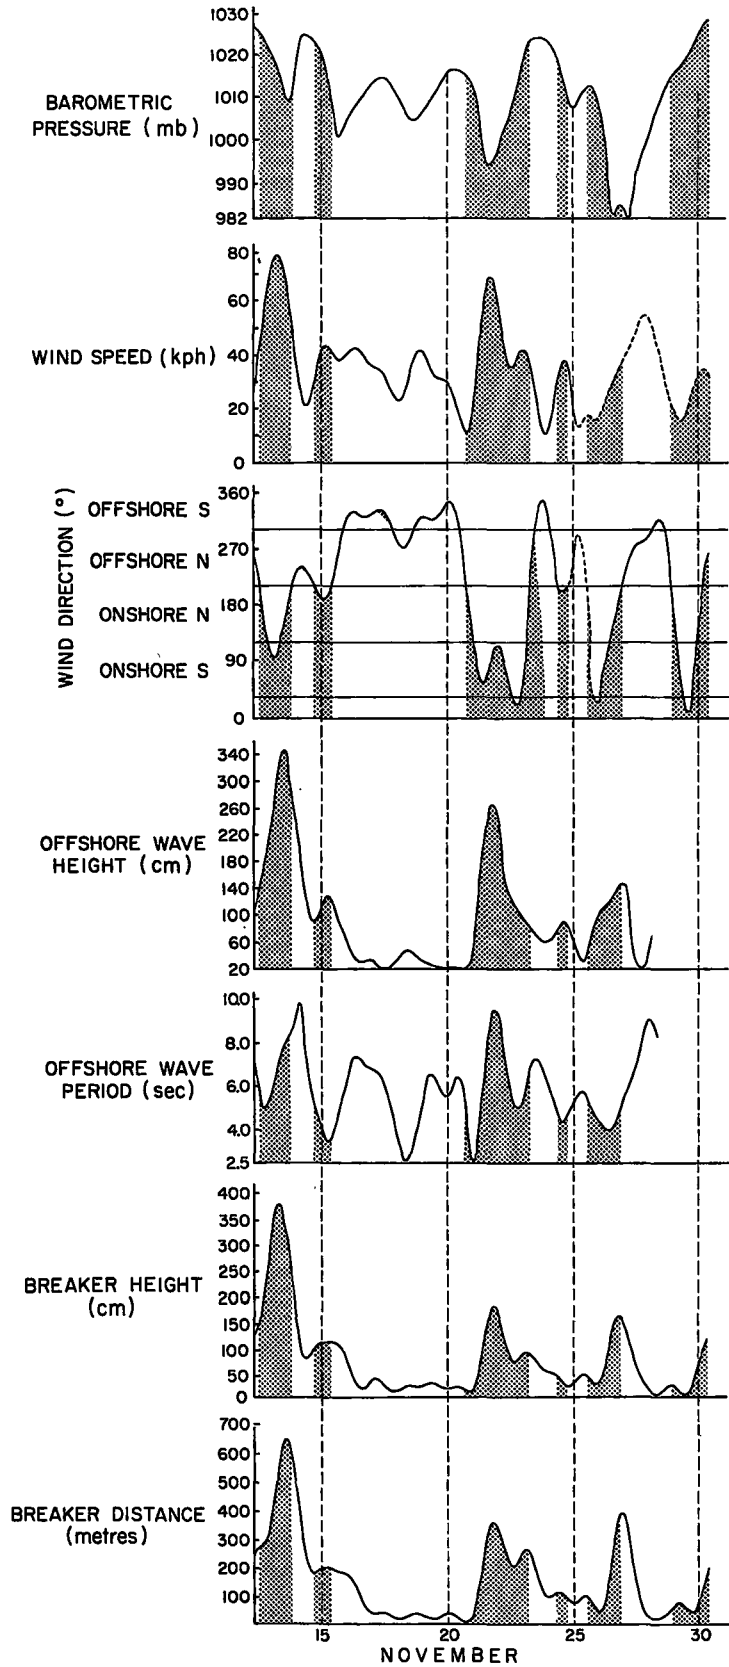 1030
1020
1010
1000
990
982
BAROMETRIC
PRESSURE (mb)
80
60
40
20
0
WIND SPEED (kph)
WIND DIRECTION (°)
360
270
180
90
0
OFFSHORE S
OFFSHORE N
ONSHORE N
ONSHORE S
340
300
260
220
180
140
100
60
20
OFFSHORE WAVE
HEIGHT (cm)
10.0
8.0
6.0
4.0
2.5
OFFSHORE WAVE
PERIOD (sec)
400
350
300
250
200
150
100
50
0
BREAKER HEIGHT
(cm)
700
600
500
400
300
200
100
BREAKER DISTANCE
(metres)
15 20 25 30
NOVEMBER